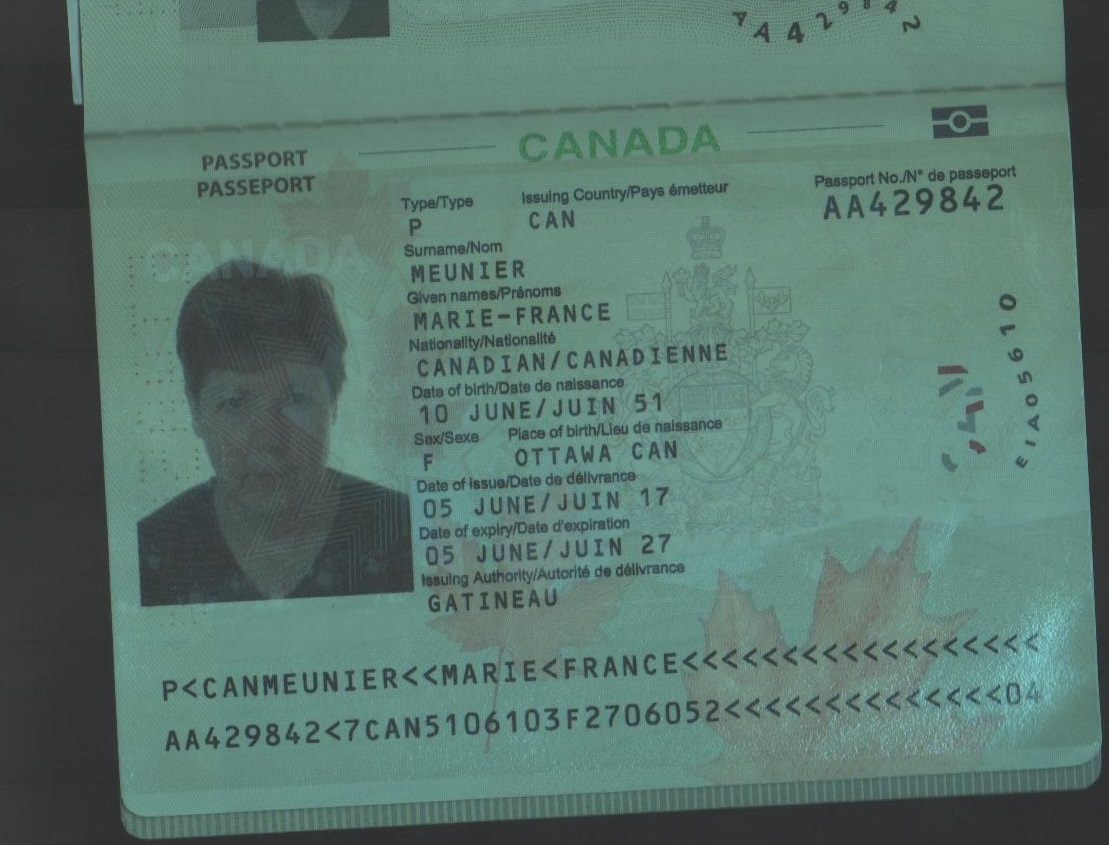 AA429842
CANADA
PASSPORT
PASSEPORT
Type/Type
Issuing Country/Pays émetteur
Passport No./N° de passeport
P
CAN
AA429842
Surname/Nom
MEUNIER
Given names/Prénoms
MARIE-FRANCE
Nationality/Nationalité
CANADIAN/CANADIENNE
Date of birth/Date de naissance
10 JUNE/JUIN 51
Sex/Sexe
Place of birth/Lieu de naissance
F
OTTAWA CAN
Date of issue/Date de délivrance
05 JUNE/JUIN 17
Date of expiry/Date d'expiration
05 JUNE/JUIN 27
Issuing Authority/Autorité de délivrance
GATINEAU
CANADA
CAN
EIA05610
P<CANMEUNIER<<MARIE<FRANCE<<<<<<<<<<<<<<<<<<
AA429842<7CAN5106103F2706052<<<<<<<<<<<<<<04